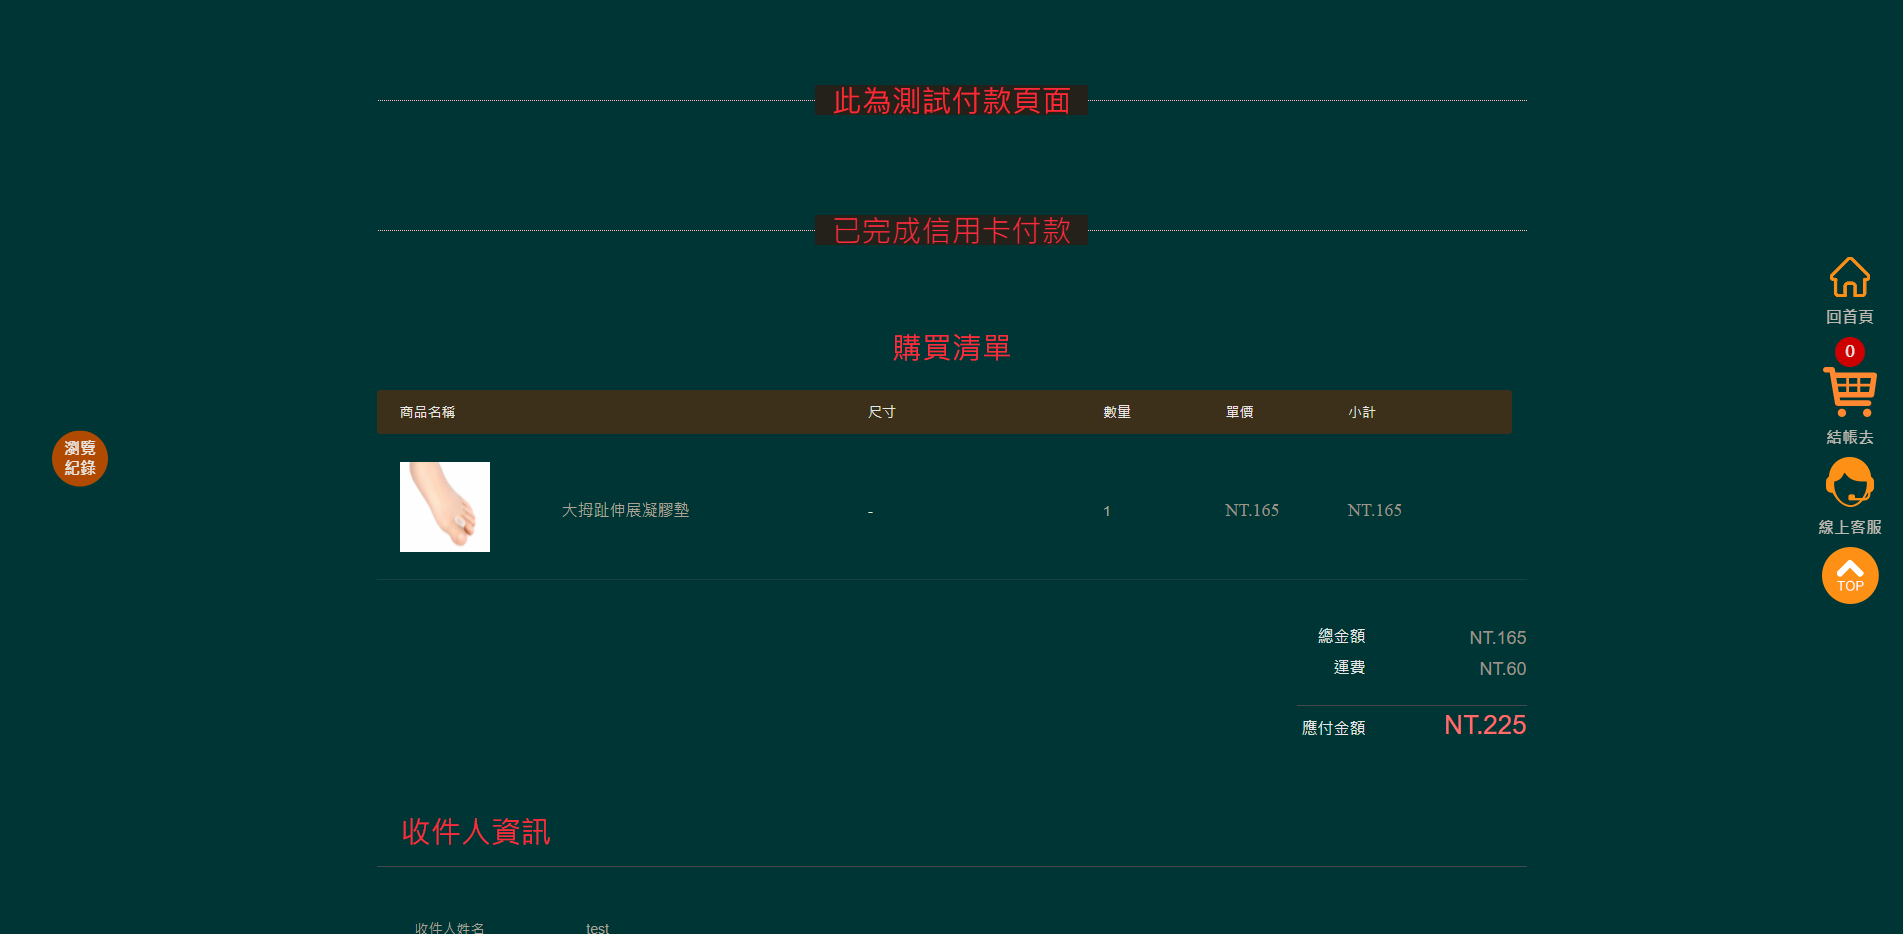 此為測試付款頁面
已完成信用卡付款
購買清單
商品名稱 尺寸 數量 單價 小計
大拇趾伸展凝膠墊 - 1 NT.165 NT.165
總金額 NT.165
運費 NT.60
應付金額 NT.225
收件人資訊
收件人姓名 test
瀏覽
紀錄
回首頁
0
結帳去
線上客服
TOP